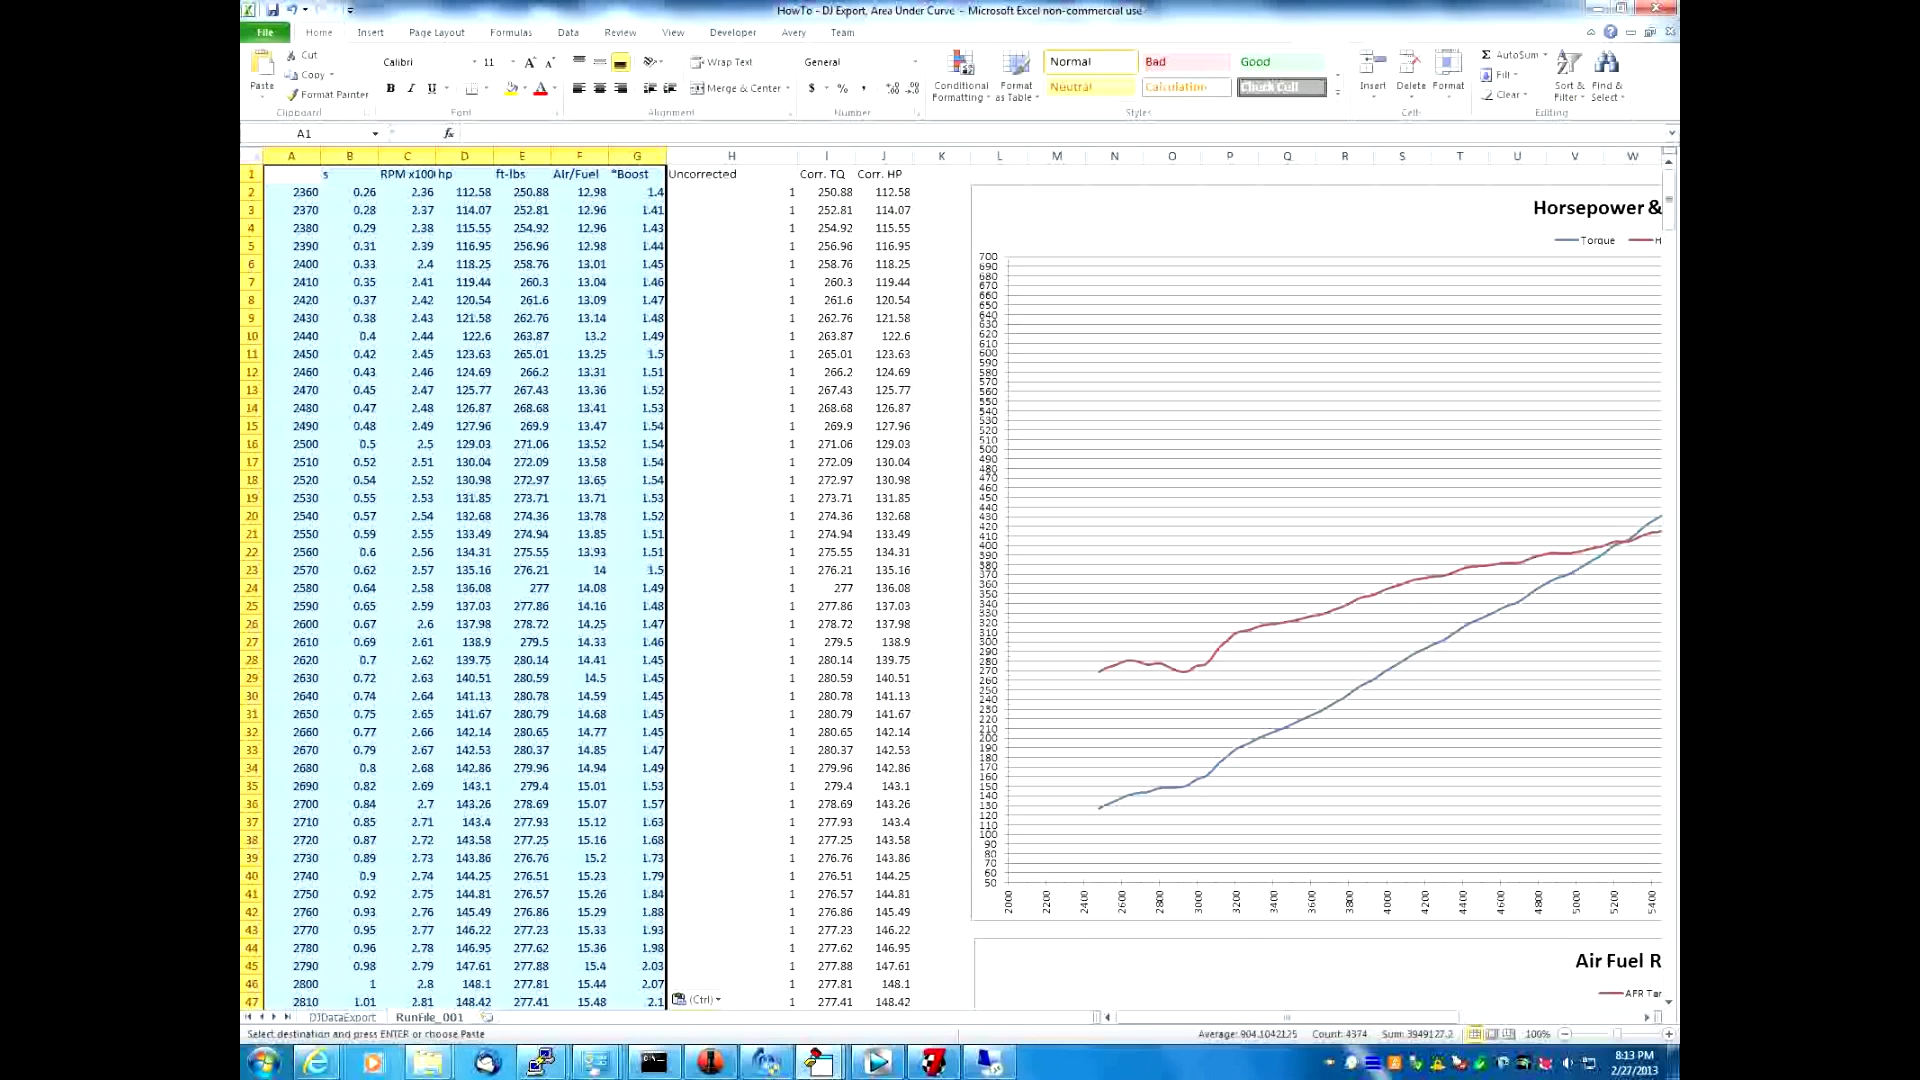 HowTo - DJ Export, Area Under Curve - Microsoft Excel non-commercial use
File Home Insert Page Layout Formulas Data Review View Developer Avery Team
Paste Cut Copy Format Painter Clipboard
Calibri 11 B I U Font
Wrap Text Merge & Center Alignment
General $ % , Number
Conditional Formatting Format as Table
Normal Bad Good
Neutral Calculation Check Cell
Styles
Insert Delete Format Cells
AutoSum Fill Clear Sort & Filter Find & Select Editing
A1 fx
A B C D E F G H I J K L M N O P Q R S T U V W
1 s RPM x100 hp ft-lbs Air/Fuel "Boost Uncorrected Corr. TQ Corr. HP
2 2360 0.26 2.36 112.58 250.88 12.98 1.4 1 250.88 112.58
3 2370 0.28 2.37 114.07 252.81 12.96 1.41 1 252.81 114.07
4 2380 0.29 2.38 115.55 254.92 12.96 1.43 1 254.92 115.55
5 2390 0.31 2.39 116.95 256.96 12.98 1.44 1 256.96 116.95
6 2400 0.33 2.4 118.25 258.76 13.01 1.45 1 258.76 118.25
7 2410 0.35 2.41 119.44 260.3 13.04 1.46 1 260.3 119.44
8 2420 0.37 2.42 120.54 261.6 13.09 1.47 1 261.6 120.54
9 2430 0.38 2.43 121.58 262.76 13.14 1.48 1 262.76 121.58
10 2440 0.4 2.44 122.6 263.87 13.2 1.49 1 263.87 122.6
11 2450 0.42 2.45 123.63 265.01 13.25 1.5 1 265.01 123.63
12 2460 0.43 2.46 124.69 266.2 13.31 1.51 1 266.2 124.69
13 2470 0.45 2.47 125.77 267.43 13.36 1.52 1 267.43 125.77
14 2480 0.47 2.48 126.87 268.68 13.41 1.53 1 268.68 126.87
15 2490 0.48 2.49 127.96 269.9 13.47 1.54 1 269.9 127.96
16 2500 0.5 2.5 129.03 271.06 13.52 1.54 1 271.06 129.03
17 2510 0.52 2.51 130.04 272.09 13.58 1.54 1 272.09 130.04
18 2520 0.54 2.52 130.98 272.97 13.65 1.54 1 272.97 130.98
19 2530 0.55 2.53 131.85 273.71 13.71 1.53 1 273.71 131.85
20 2540 0.57 2.54 132.68 274.36 13.78 1.52 1 274.36 132.68
21 2550 0.59 2.55 133.49 274.94 13.85 1.51 1 274.94 133.49
22 2560 0.6 2.56 134.31 275.55 13.93 1.51 1 275.55 134.31
23 2570 0.62 2.57 135.16 276.21 14 1.5 1 276.21 135.16
24 2580 0.64 2.58 136.08 277 14.08 1.49 1 277 136.08
25 2590 0.65 2.59 137.03 277.86 14.16 1.48 1 277.86 137.03
26 2600 0.67 2.6 137.98 278.72 14.25 1.47 1 278.72 137.98
27 2610 0.69 2.61 138.9 279.5 14.33 1.46 1 279.5 138.9
28 2620 0.7 2.62 139.75 280.14 14.41 1.45 1 280.14 139.75
29 2630 0.72 2.63 140.51 280.59 14.5 1.45 1 280.59 140.51
30 2640 0.74 2.64 141.13 280.78 14.59 1.45 1 280.78 141.13
31 2650 0.75 2.65 141.67 280.79 14.68 1.45 1 280.79 141.67
32 2660 0.77 2.66 142.14 280.65 14.77 1.45 1 280.65 142.14
33 2670 0.79 2.67 142.53 280.37 14.85 1.47 1 280.37 142.53
34 2680 0.8 2.68 142.86 279.96 14.94 1.49 1 279.96 142.86
35 2690 0.82 2.69 143.1 279.4 15.01 1.53 1 279.4 143.1
36 2700 0.84 2.7 143.26 278.69 15.07 1.57 1 278.69 143.26
37 2710 0.85 2.71 143.4 277.93 15.12 1.63 1 277.93 143.4
38 2720 0.87 2.72 143.58 277.25 15.16 1.68 1 277.25 143.58
39 2730 0.89 2.73 143.86 276.76 15.2 1.73 1 276.76 143.86
40 2740 0.9 2.74 144.25 276.51 15.23 1.79 1 276.51 144.25
41 2750 0.92 2.75 144.81 276.57 15.26 1.84 1 276.57 144.81
42 2760 0.93 2.76 145.49 276.86 15.29 1.88 1 276.86 145.49
43 2770 0.95 2.77 146.22 277.23 15.33 1.93 1 277.23 146.22
44 2780 0.96 2.78 146.95 277.62 15.36 1.98 1 277.62 146.95
45 2790 0.98 2.79 147.61 277.88 15.4 2.03 1 277.88 147.61
46 2800 1 2.8 148.1 277.81 15.44 2.07 1 277.81 148.1
47 2810 1.01 2.81 148.42 277.41 15.48 2.1 (Ctrl) 1 277.41 148.42
Horsepower &
Torque H
700
690
680
670
660
650
640
630
620
610
600
590
580
570
560
550
540
530
520
510
500
490
480
470
460
450
440
430
420
410
400
390
380
370
360
350
340
330
320
310
300
290
280
270
260
250
240
230
220
210
200
190
180
170
160
150
140
130
120
110
100
90
80
70
60
50
2000 2200 2400 2600 2800 3000 3200 3400 3600 3800 4000 4200 4400 4600 4800 5000 5200 5400
Air Fuel R
AFR Tar
DJDataExport RunFile_001
Select destination and press ENTER or choose Paste Average: 904.1042125 Count: 4374 Sum: 3949127.2 100%
8:13 PM
2/27/2013